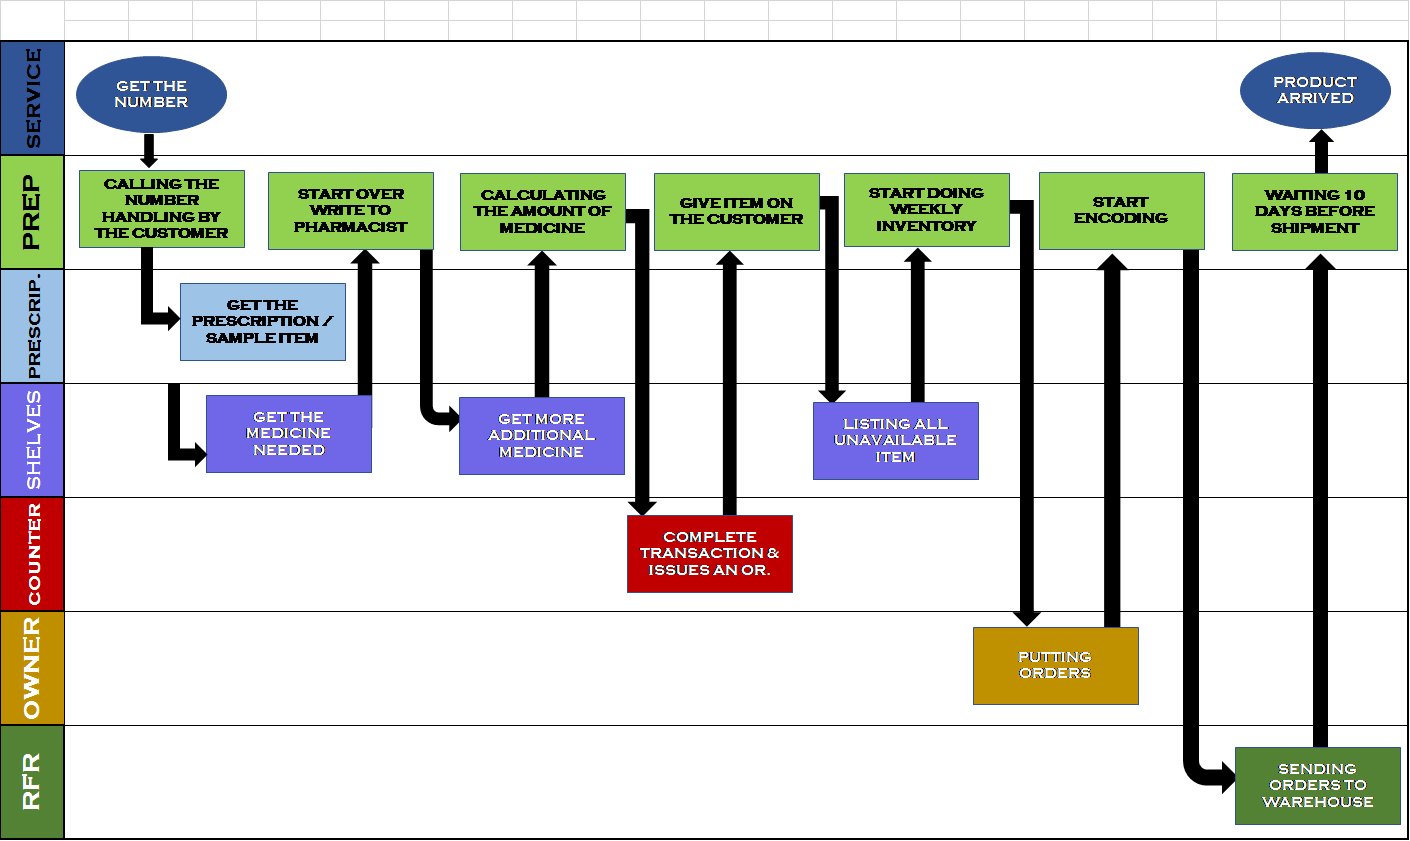 SERVICE
GET THE
NUMBER
PRODUCT
ARRIVED
PREP
CALLING THE
NUMBER
HANDLING BY
THE CUSTOMER
START OVER
WRITE TO
PHARMACIST
CALCULATING
THE AMOUNT OF
MEDICINE
GIVE ITEM ON
THE CUSTOMER
START DOING
WEEKLY
INVENTORY
START
ENCODING
WAITING 10
DAYS BEFORE
SHIPMENT
PRESCRIP.
GET THE
PRESCRIPTION /
SAMPLE ITEM
SHELVES
GET THE
MEDICINE
NEEDED
GET MORE
ADDITIONAL
MEDICINE
LISTING ALL
UNAVAILABLE
ITEM
COUNTER
COMPLETE
TRANSACTION &
ISSUES AN OR.
OWNER
PUTTING
ORDERS
RFR
SENDING
ORDERS TO
WAREHOUSE